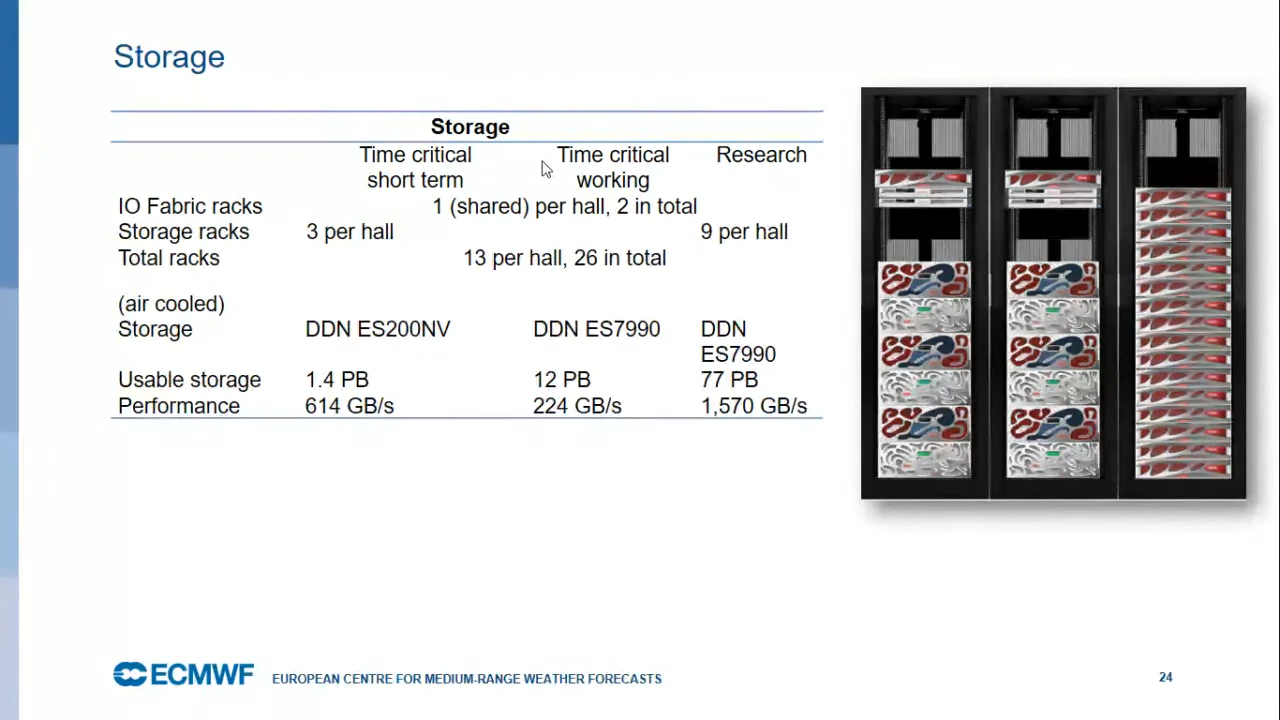 Storage
Storage
Time critical short term Time critical working Research
IO Fabric racks 1 (shared) per hall, 2 in total
Storage racks 3 per hall 9 per hall
Total racks 13 per hall, 26 in total
(air cooled)
Storage DDN ES200NV DDN ES7990 DDN ES7990
Usable storage 1.4 PB 12 PB 77 PB
Performance 614 GB/s 224 GB/s 1,570 GB/s
ECMWF EUROPEAN CENTRE FOR MEDIUM-RANGE WEATHER FORECASTS 24